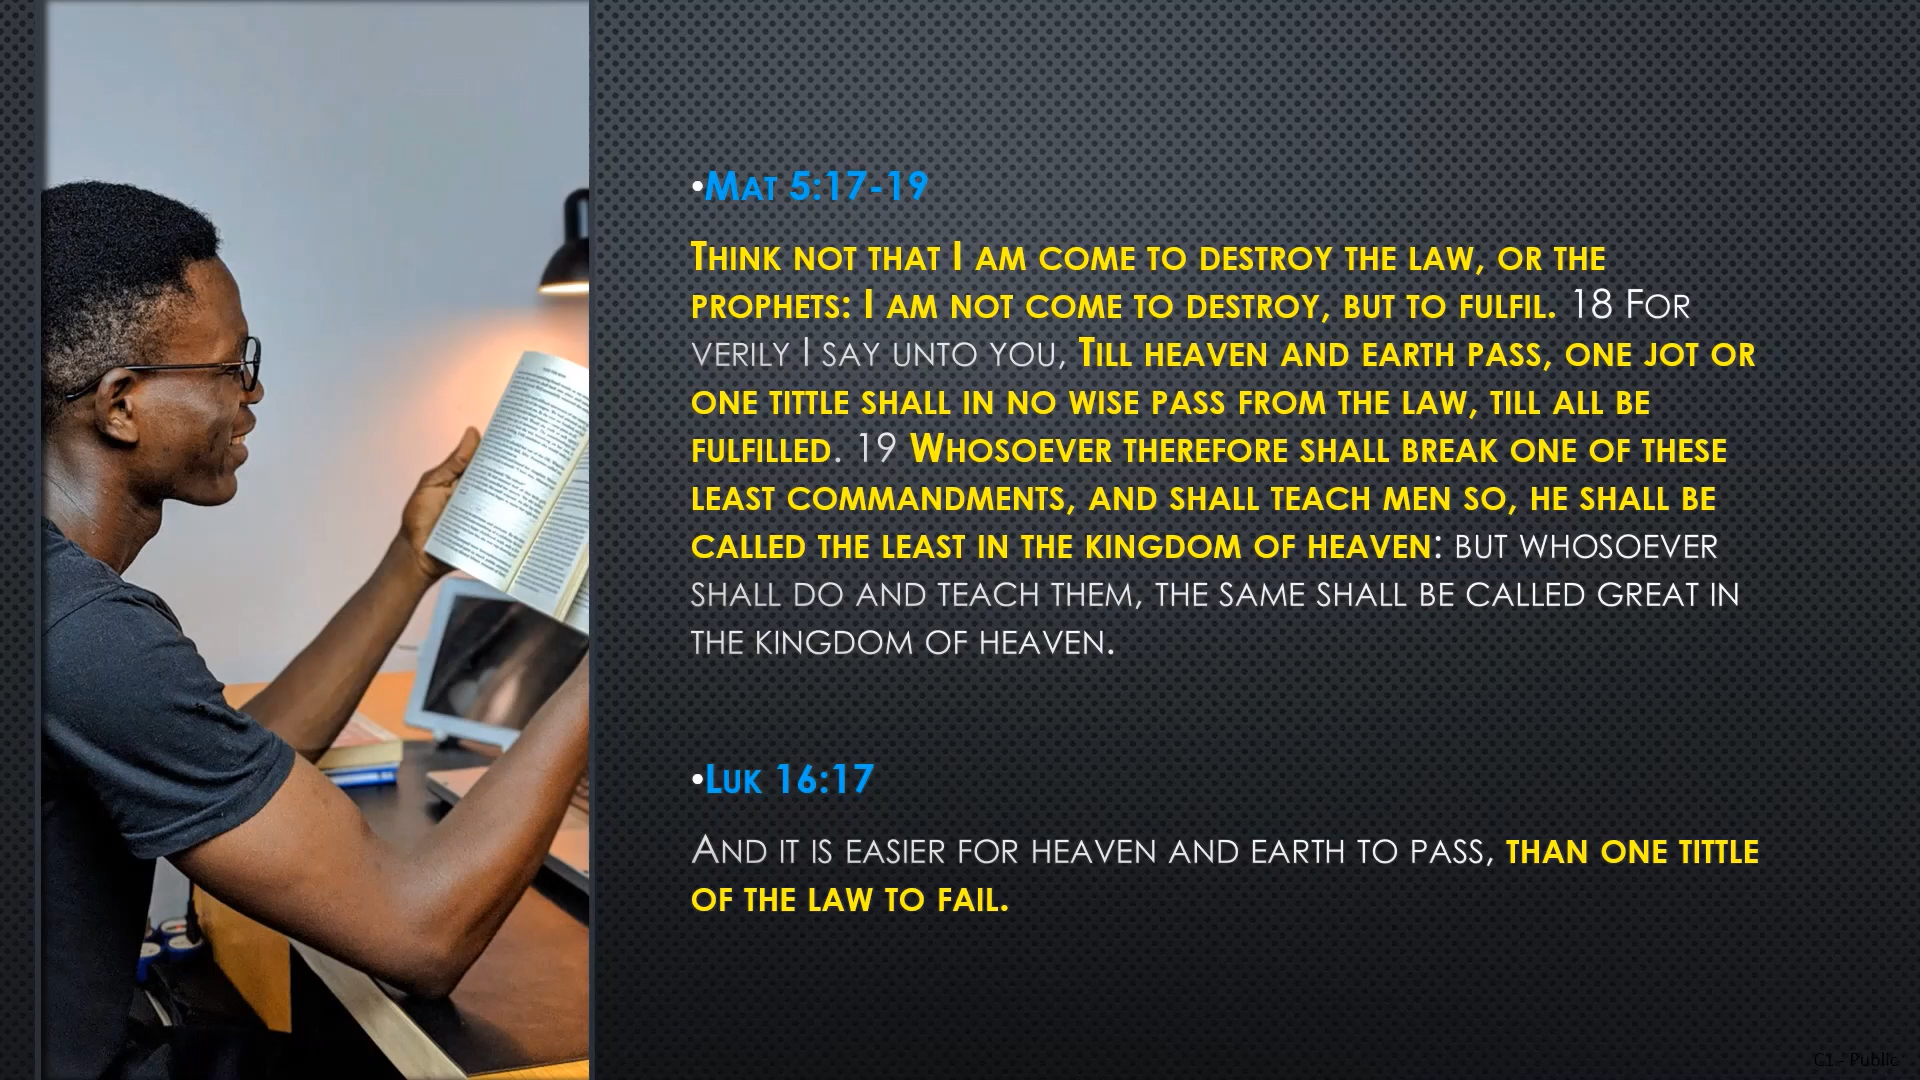 •Mat 5:17-19
Think not that I am come to destroy the law, or the
prophets: I am not come to destroy, but to fulfil. 18 For
verily I say unto you, Till heaven and earth pass, one jot or
one tittle shall in no wise pass from the law, till all be
fulfilled. 19 Whosoever therefore shall break one of these
least commandments, and shall teach men so, he shall be
called the least in the kingdom of heaven: but whosoever
shall do and teach them, the same shall be called great in
the kingdom of heaven.
•Luk 16:17
And it is easier for heaven and earth to pass, than one tittle
of the law to fail.
C1 - Public